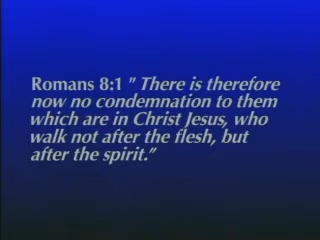 Romans 8:1 " There is therefore
now no condemnation to them
which are in Christ Jesus, who
walk not after the flesh, but
after the spirit."